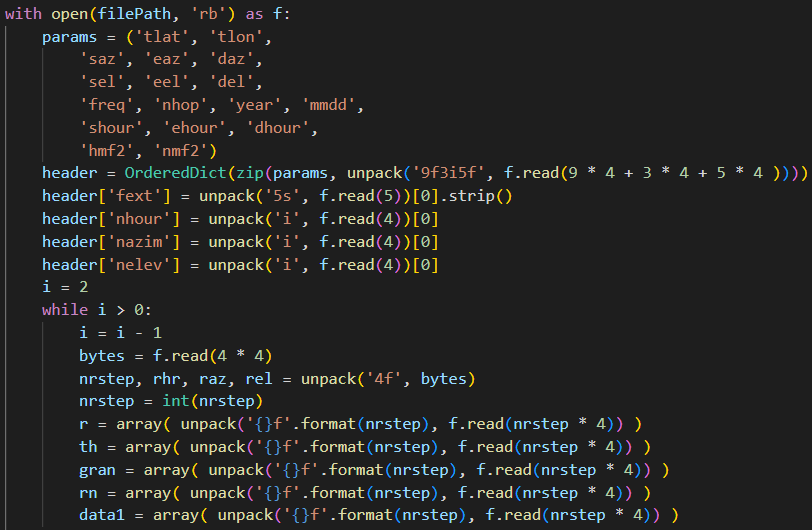 with open(filePath, 'rb') as f:
    params = ('tlat', 'tlon',
        'saz', 'eaz', 'daz',
        'sel', 'eel', 'del',
        'freq', 'nhop', 'year', 'mmdd',
        'shour', 'ehour', 'dhour',
        'hmf2', 'nmf2')
    header = OrderedDict(zip(params, unpack('9f3i5f', f.read(9 * 4 + 3 * 4 + 5 * 4 ))))
    header['fext'] = unpack('5s', f.read(5))[0].strip()
    header['nhour'] = unpack('i', f.read(4))[0]
    header['nazim'] = unpack('i', f.read(4))[0]
    header['nelev'] = unpack('i', f.read(4))[0]
    i = 2
    while i > 0:
        i = i - 1
        bytes = f.read(4 * 4)
        nrstep, rhr, raz, rel = unpack('4f', bytes)
        nrstep = int(nrstep)
        r = array( unpack('{}f'.format(nrstep), f.read(nrstep * 4)) )
        th = array( unpack('{}f'.format(nrstep), f.read(nrstep * 4)) )
        gran = array( unpack('{}f'.format(nrstep), f.read(nrstep * 4)) )
        rn = array( unpack('{}f'.format(nrstep), f.read(nrstep * 4)) )
        data1 = array( unpack('{}f'.format(nrstep), f.read(nrstep * 4)) )